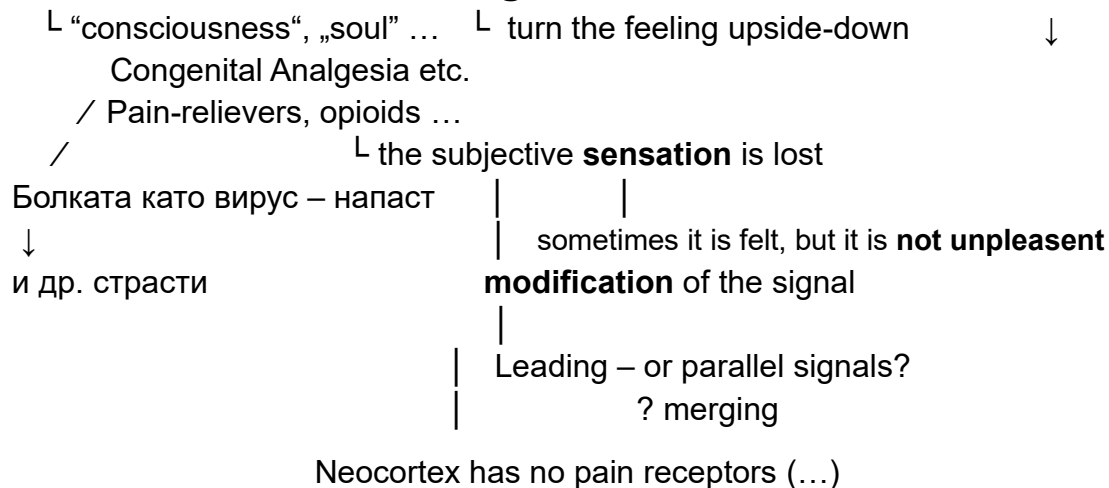 └ “consciousness“, „soul” … └ turn the feeling upside-down ↓
Congenital Analgesia etc.
∕ Pain-relievers, opioids …
∕ └ the subjective sensation is lost
Болката като вирус – напаст │ │
↓ │ sometimes it is felt, but it is not unpleasent
и др. страсти modification of the signal
│
│ Leading – or parallel signals?
│ ? merging
Neocortex has no pain receptors (…)